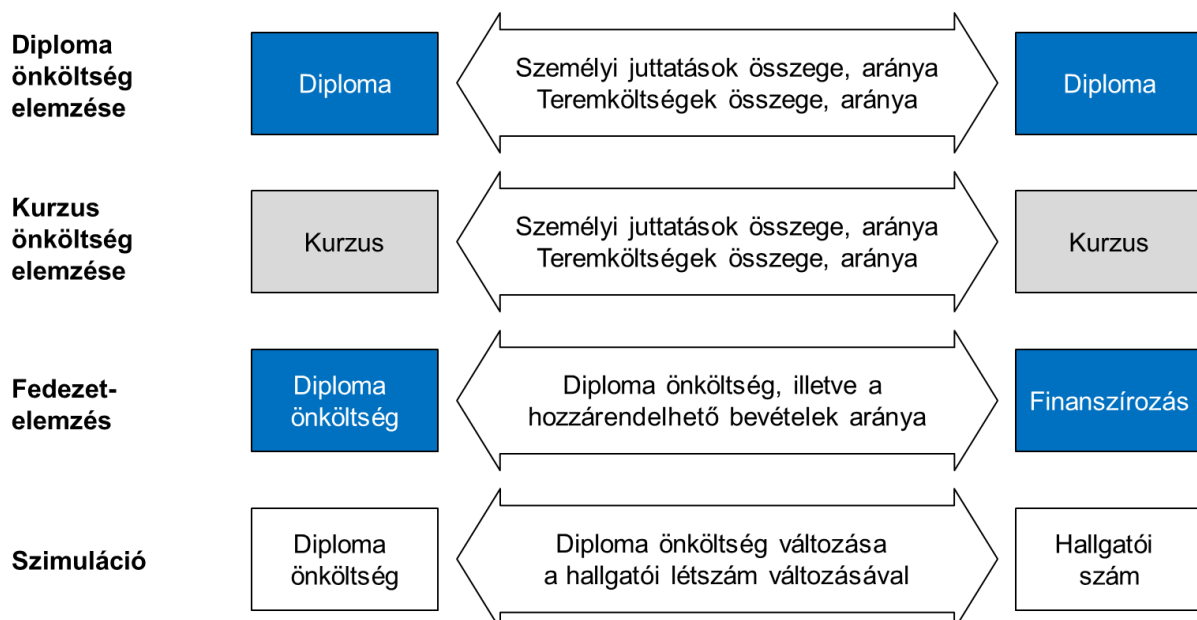 Diploma
önköltség
elemzése
Diploma
Személyi juttatások összege, aránya
Teremköltségek összege, aránya
Diploma
Kurzus
önköltség
elemzése
Kurzus
Személyi juttatások összege, aránya
Teremköltségek összege, aránya
Kurzus
Fedezet-
elemzés
Diploma
önköltség
Diploma önköltség, illetve a
hozzárendelhető bevételek aránya
Finanszírozás
Szimuláció
Diploma
önköltség
Diploma önköltség változása
a hallgatói létszám változásával
Hallgatói
szám